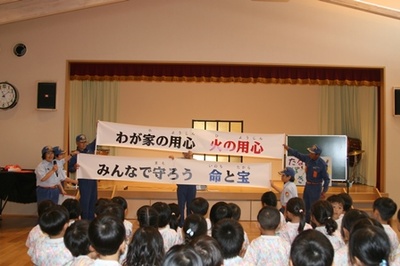 わが家の用心 火の用心
みんなで守ろう 命と宝